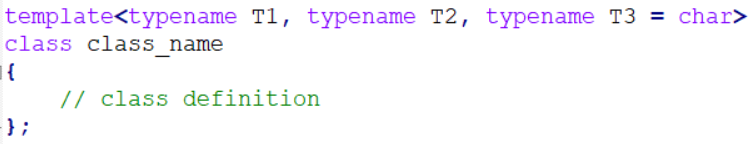 template<typename T1, typename T2, typename T3 = char>
class class_name
{
    // class definition
};